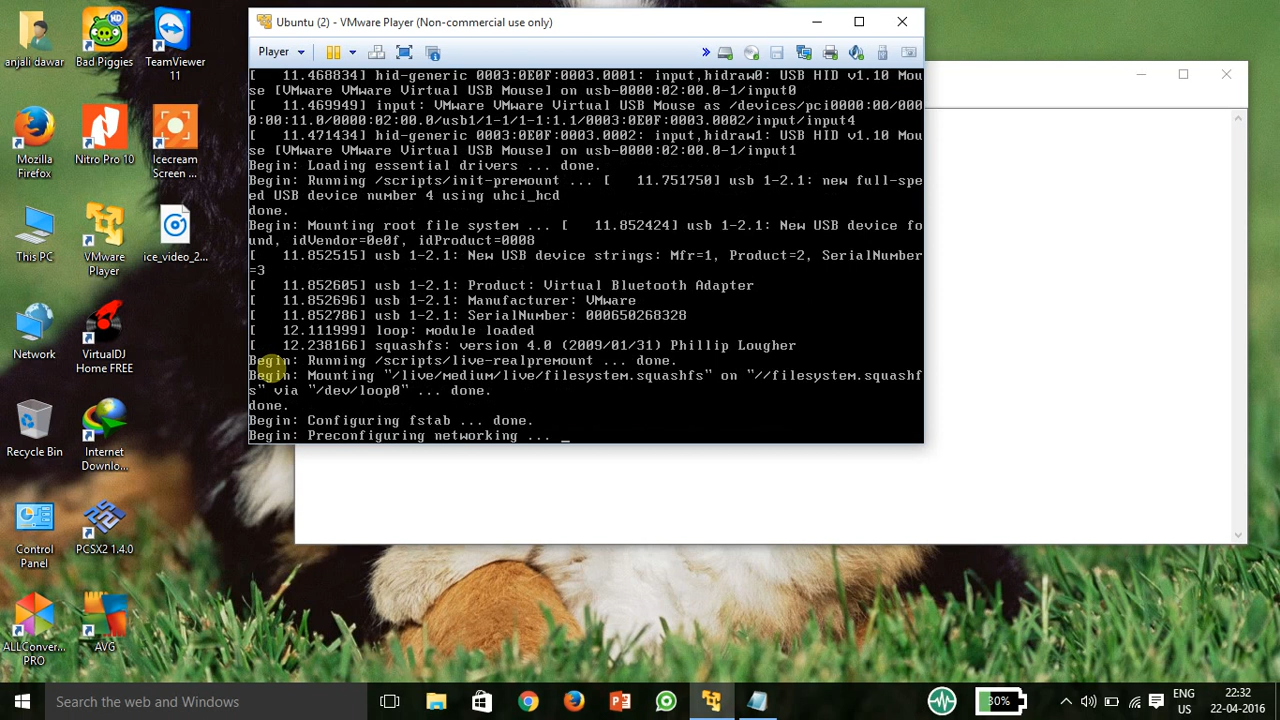 Ubuntu (2) - VMware Player (Non-commercial use only)
Player
[   11.468834] hid-generic 0003:0E0F:0003.0001: input,hidraw0: USB HID v1.10 Mou
se [VMware VMware Virtual USB Mouse] on usb-0000:02:00.0-1/input0
[   11.469949] input: VMware VMware Virtual USB Mouse as /devices/pci0000:00/000
0:00:11.0/0000:02:00.0/usb1/1-1/1-1:1.1/0003:0E0F:0003.0002/input/input4
[   11.471434] hid-generic 0003:0E0F:0003.0002: input,hidraw1: USB HID v1.10 Mou
se [VMware VMware Virtual USB Mouse] on usb-0000:02:00.0-1/input1
Begin: Loading essential drivers ... done.
Begin: Running /scripts/init-premount ... [   11.751750] usb 1-2.1: new full-spe
ed USB device number 4 using uhci_hcd
done.
Begin: Mounting root file system ... [   11.852424] usb 1-2.1: New USB device fo
und, idVendor=0e0f, idProduct=0008
[   11.852515] usb 1-2.1: New USB device strings: Mfr=1, Product=2, SerialNumber
=3
[   11.852605] usb 1-2.1: Product: Virtual Bluetooth Adapter
[   11.852696] usb 1-2.1: Manufacturer: VMware
[   11.852786] usb 1-2.1: SerialNumber: 000650268328
[   12.111999] loop: module loaded
[   12.238166] squashfs: version 4.0 (2009/01/31) Phillip Lougher
Begin: Running /scripts/live-realpremount ... done.
Begin: Mounting "/live/medium/live/filesystem.squashfs" on "//filesystem.squashf
s" via "/dev/loop0" ... done.
done.
Begin: Configuring fstab ... done.
Begin: Preconfiguring networking ... _
anjali dawar
Bad Piggies
TeamViewer
11
Mozilla
Firefox
Nitro Pro 10
Icecream
Screen ...
This PC
VMware
Player
ice_video_2...
Network
VirtualDJ
Home FREE
Recycle Bin
Internet
Downlo...
Control
Panel
PCSX2 1.4.0
ALLConver...
PRO
AVG
Search the web and Windows
30%
ENG
US
22:32
22-04-2016